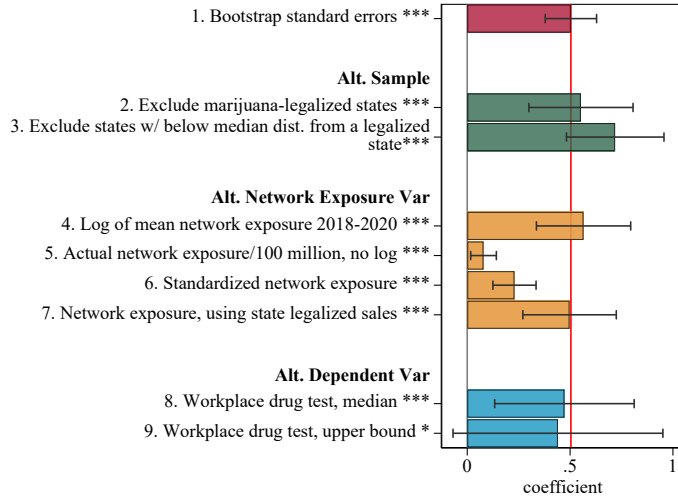 1. Bootstrap standard errors ***
Alt. Sample
2. Exclude marijuana-legalized states ***
3. Exclude states w/ below median dist. from a legalized
state***
Alt. Network Exposure Var
4. Log of mean network exposure 2018-2020 ***
5. Actual network exposure/100 million, no log ***
6. Standardized network exposure ***
7. Network exposure, using state legalized sales ***
Alt. Dependent Var
8. Workplace drug test, median ***
9. Workplace drug test, upper bound *
0 .5 1
coefficient